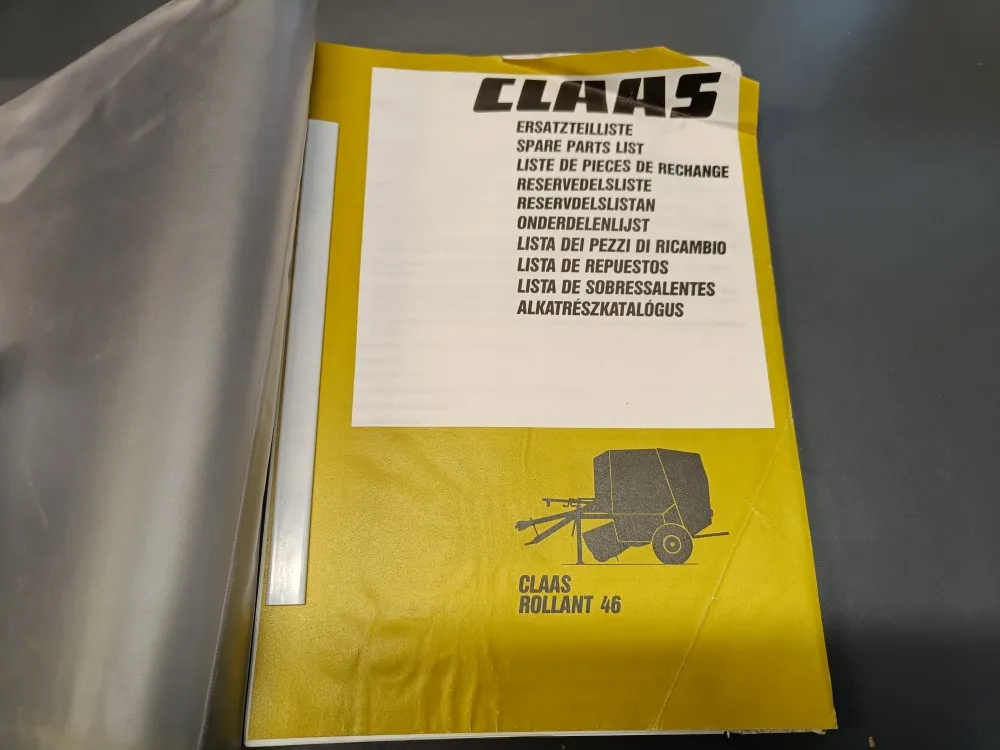 CLAAS
ERSATZTEILLISTE
SPARE PARTS LIST
LISTE DE PIECES DE RECHANGE
RESERVEDELSLISTE
RESERVDELSLISTAN
ONDERDELENLIJST
LISTA DEI PEZZI DI RICAMBIO
LISTA DE REPUESTOS
LISTA DE SOBRESSALENTES
ALKATRÉSZKATALÓGUS
CLAAS
ROLLANT 46